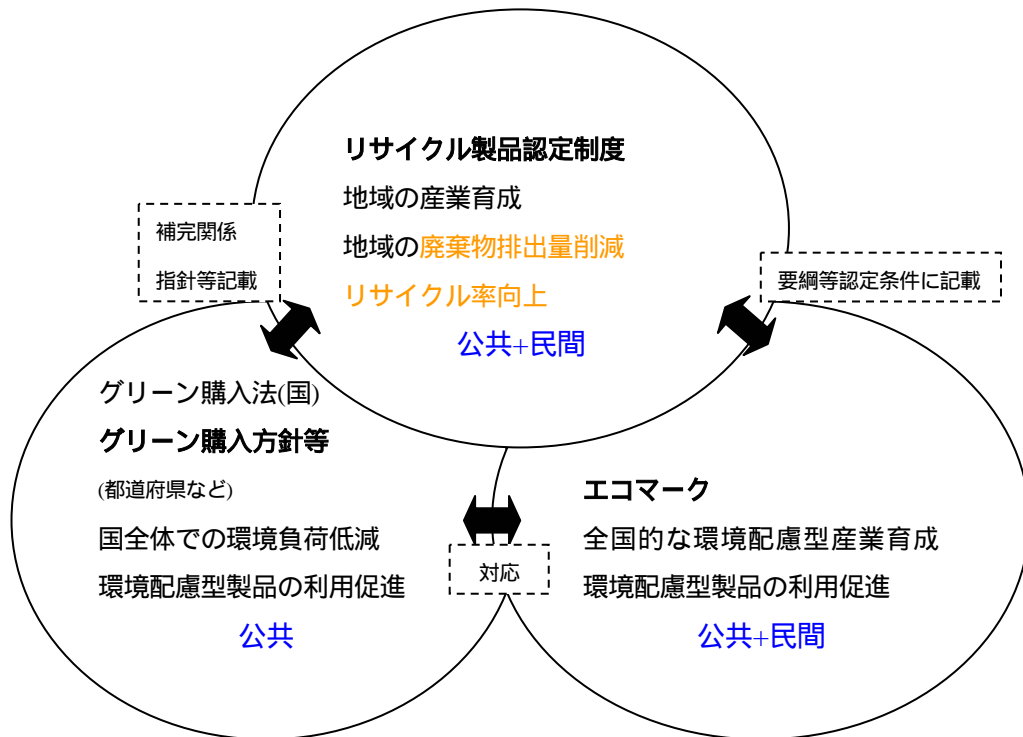 リサイクル製品認定制度
地域の産業育成
地域の廃棄物排出量削減
リサイクル率向上
公共+民間
補完関係
指針等記載
要綱等認定条件に記載
グリーン購入法(国)
グリーン購入方針等
(都道府県など)
国全体での環境負荷低減
環境配慮型製品の利用促進
公共
対応
エコマーク
全国的な環境配慮型産業育成
環境配慮型製品の利用促進
公共+民間